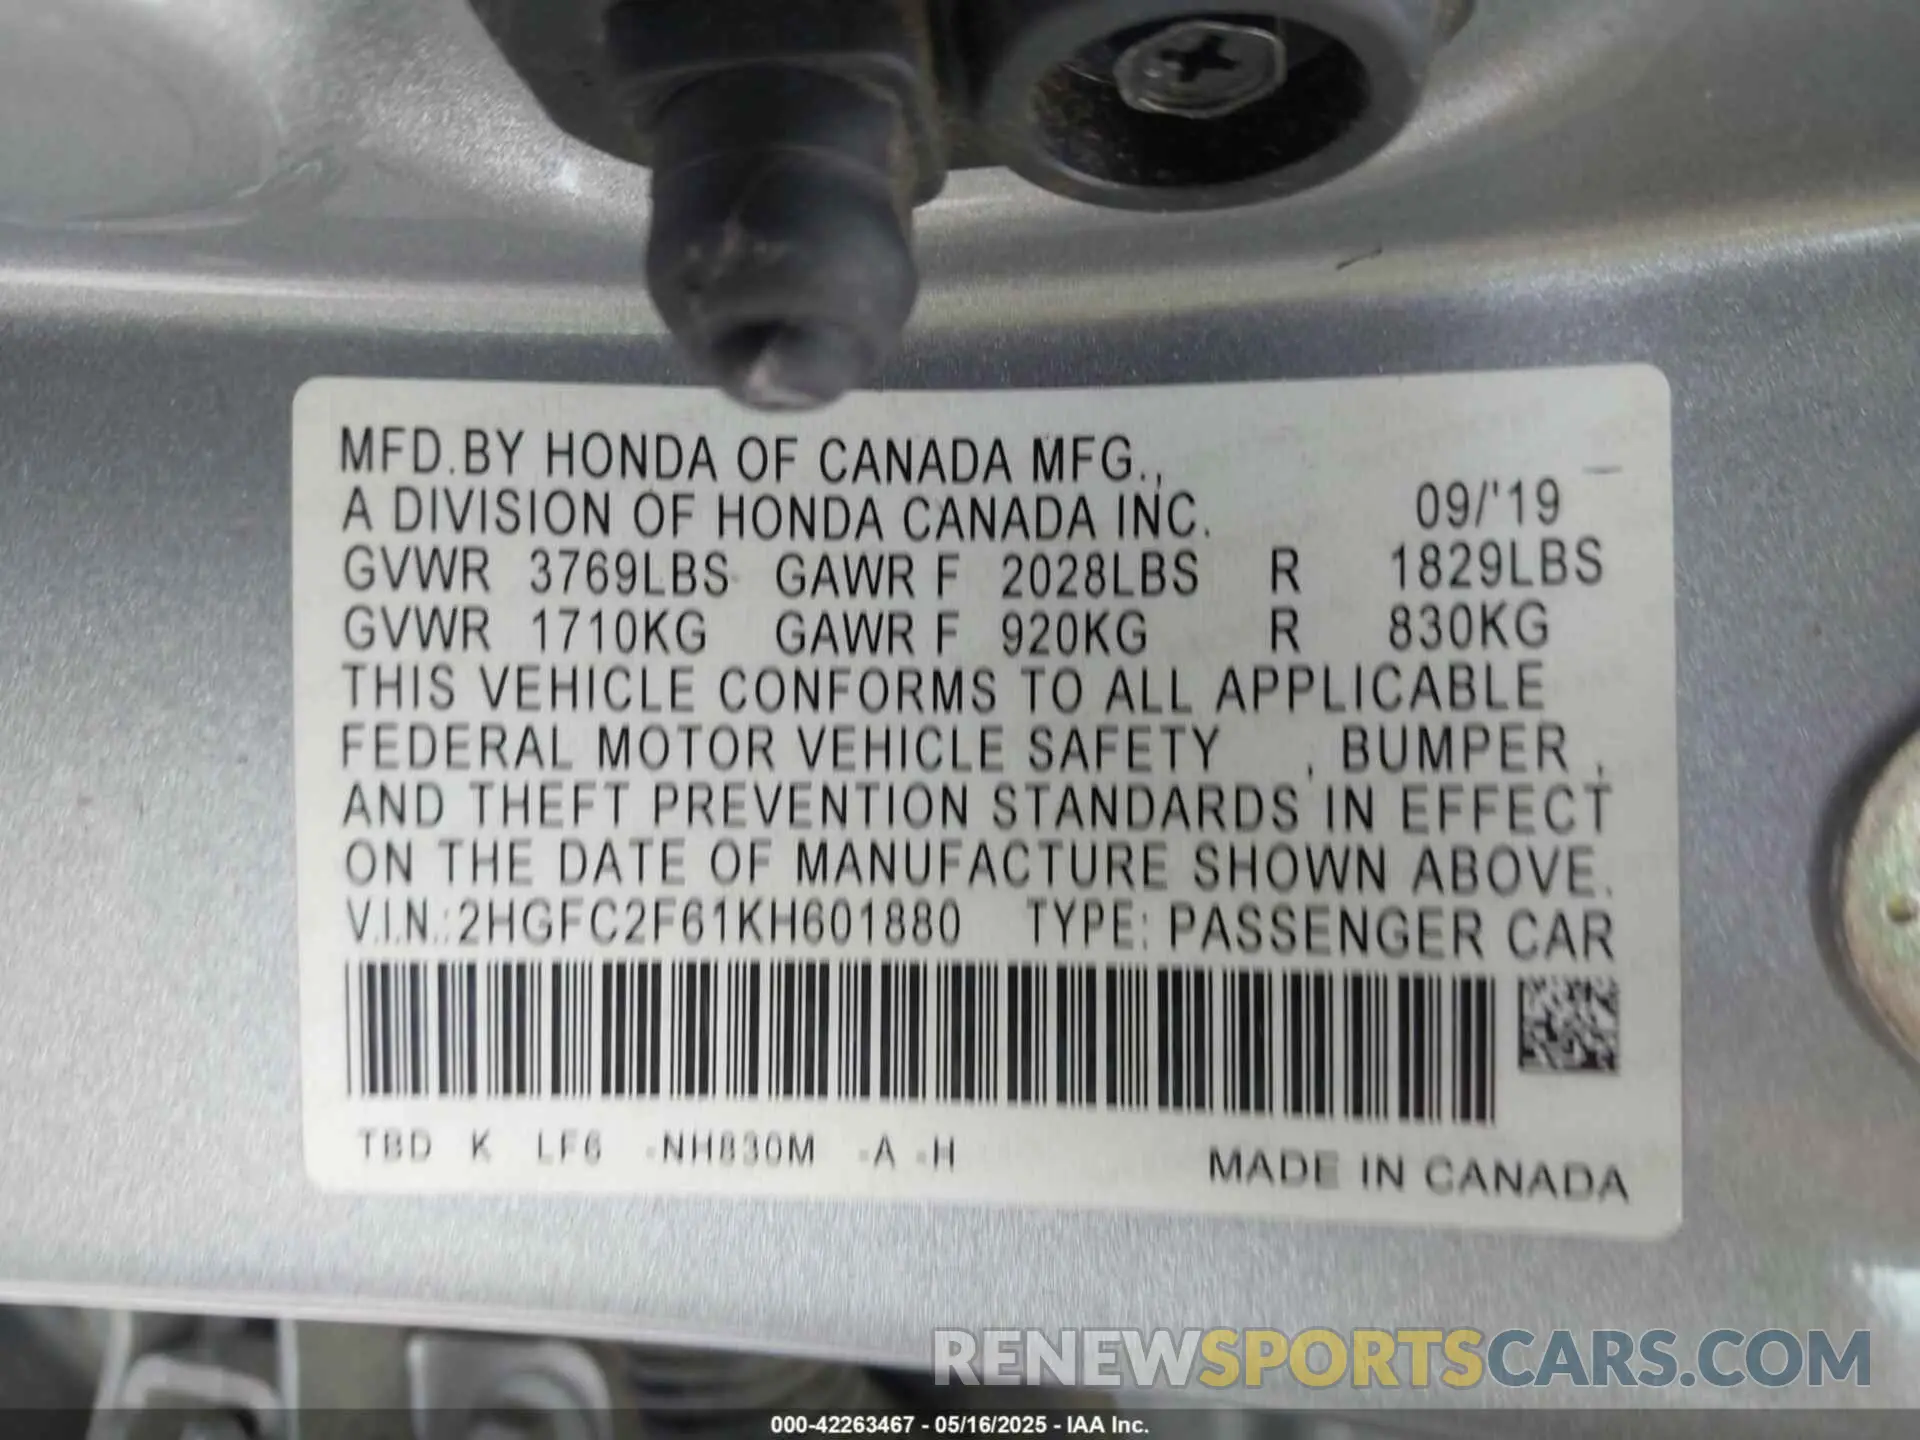 MFD.BY HONDA OF CANADA MFG.,
A DIVISION OF HONDA CANADA INC. 09/'19
GVWR 3769LBS GAWR F 2028LBS R 1829LBS
GVWR 1710KG GAWR F 920KG R 830KG
THIS VEHICLE CONFORMS TO ALL APPLICABLE
FEDERAL MOTOR VEHICLE SAFETY , BUMPER ,
AND THEFT PREVENTION STANDARDS IN EFFECT
ON THE DATE OF MANUFACTURE SHOWN ABOVE.
V.I.N.:2HGFC2F61KH601880 TYPE: PASSENGER CAR
TBD K LF6 -NH830M -A -H MADE IN CANADA
RENEWSPORTSCARS.COM
000-42263467 - 05/16/2025 - IAA Inc.